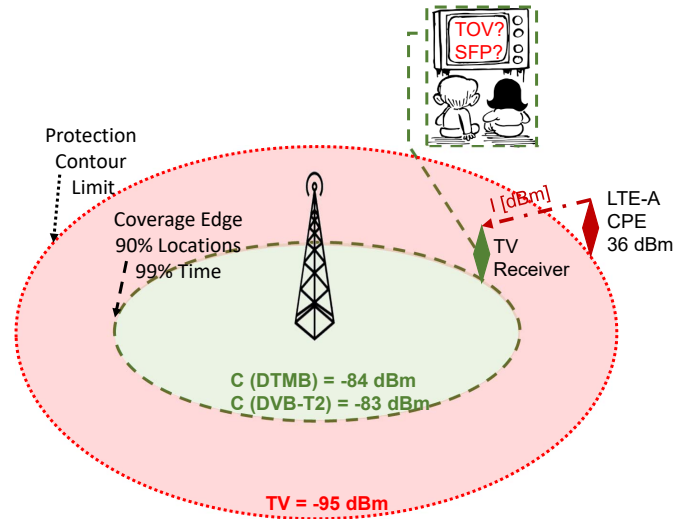 TOV?
SFP?
Protection
Contour
Limit
Coverage Edge
90% Locations
99% Time
I [dBm]
LTE-A
CPE
36 dBm
TV
Receiver
C (DTMB) = -84 dBm
C (DVB-T2) = -83 dBm
TV = -95 dBm